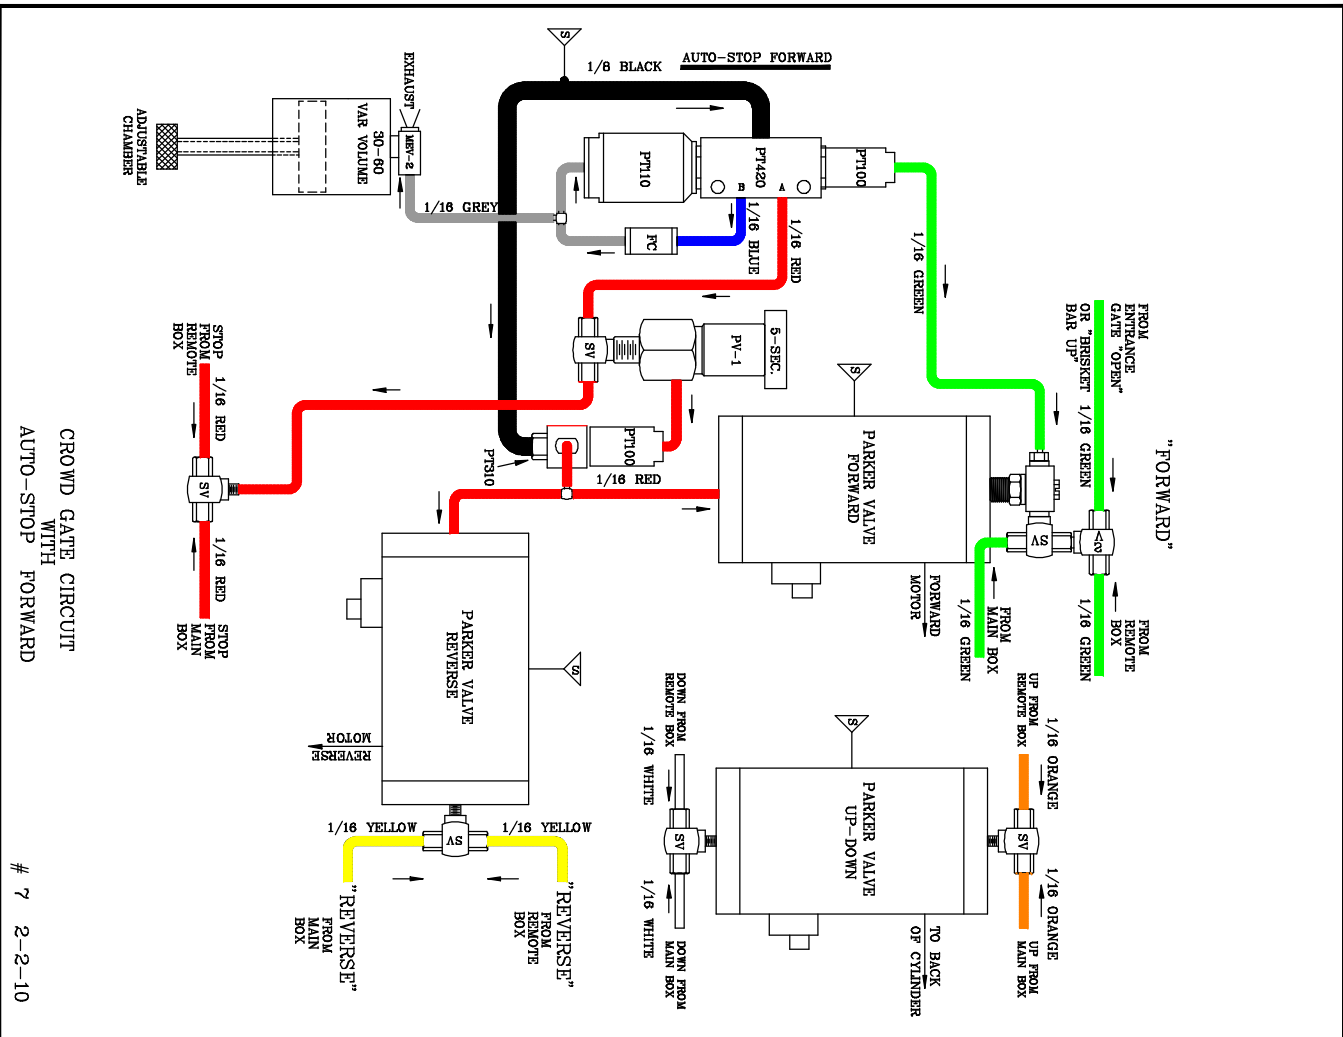 AUTO-STOP FORWARD
1/8 BLACK
S
EXHAUST
MEV-2
30-60
VAR VOLUME
ADJUSTABLE
CHAMBER
1/16 GREY
PT110
PT420
B
A
PT100
FC
1/16 BLUE
1/16 RED
1/16 GREEN
5-SEC.
PV-1
SV
PT100
PT310
1/16 RED
STOP
FROM
REMOTE
BOX
1/16 RED
SV
1/16 RED
STOP
FROM
MAIN
BOX
"FORWARD"
FROM
ENTRANCE
GATE "OPEN"
OR "BRISKET
BAR UP"
1/16 GREEN
SV
SV
1/16 GREEN
FROM
REMOTE
BOX
FROM
MAIN BOX
1/16 GREEN
S
PARKER VALVE
FORWARD
FORWARD
MOTOR
S
PARKER VALVE
REVERSE
REVERSE
MOTOR
1/16 YELLOW
SV
1/16 YELLOW
"REVERSE"
FROM
MAIN
BOX
"REVERSE"
FROM
REMOTE
BOX
UP FROM
REMOTE BOX
1/16 ORANGE
SV
1/16 ORANGE
UP FROM
MAIN BOX
S
PARKER VALVE
UP-DOWN
TO BACK
OF CYLINDER
DOWN FROM
REMOTE BOX
1/16 WHITE
SV
1/16 WHITE
DOWN FROM
MAIN BOX
CROWD GATE CIRCUIT
WITH
AUTO-STOP FORWARD
# 7 2-2-10